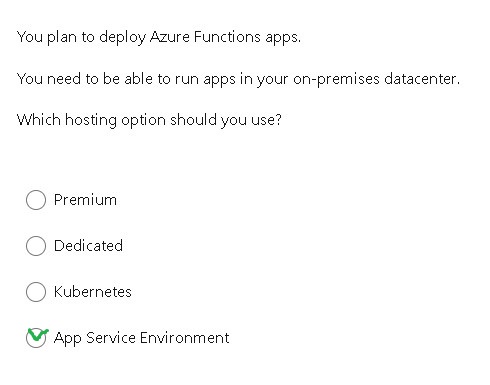 You plan to deploy Azure Functions apps.
You need to be able to run apps in your on-premises datacenter.
Which hosting option should you use?
Premium
Dedicated
Kubernetes
App Service Environment